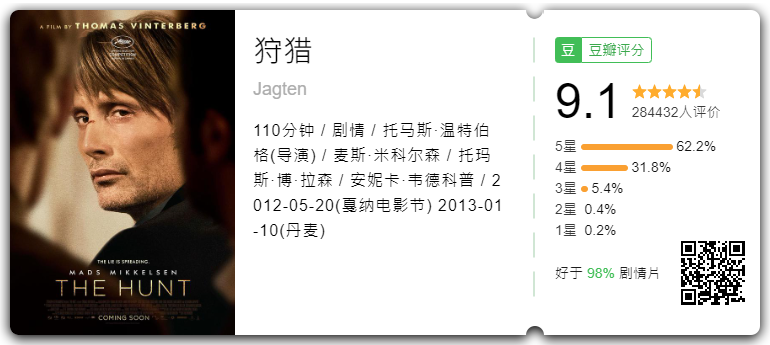 A FILM BY THOMAS VINTERBERG
THE LIE IS SPREADING.
MADS MIKKELSEN
THE HUNT
COMING SOON
狩猎
Jagten
110分钟 / 剧情 / 托马斯·温特伯
格(导演) / 麦斯·米科尔森 / 托玛
斯·博·拉森 / 安妮卡·韦德科普 / 2
012-05-20(戛纳电影节) 2013-01
-10(丹麦)
豆 豆瓣评分
9.1
284432人评价
5星 62.2%
4星 31.8%
3星 5.4%
2星 0.4%
1星 0.2%
好于 98% 剧情片